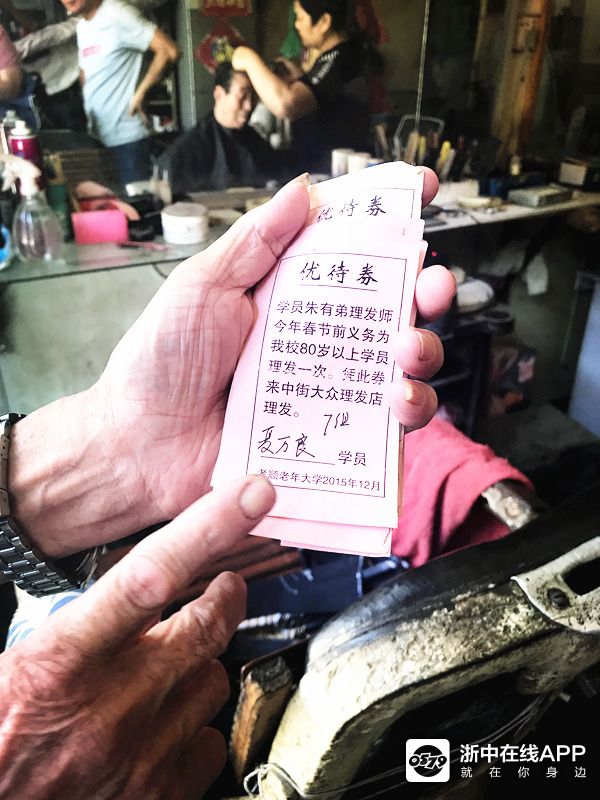 优待券
优待券
学员朱有弟理发师
今年春节前义务为
我校80岁以上学员
理发一次。凭此券
来中街大众理发店
理发。 7组
夏万良 学员
孝顺老年大学2015年12月
0579
浙中在线APP
就在你身边